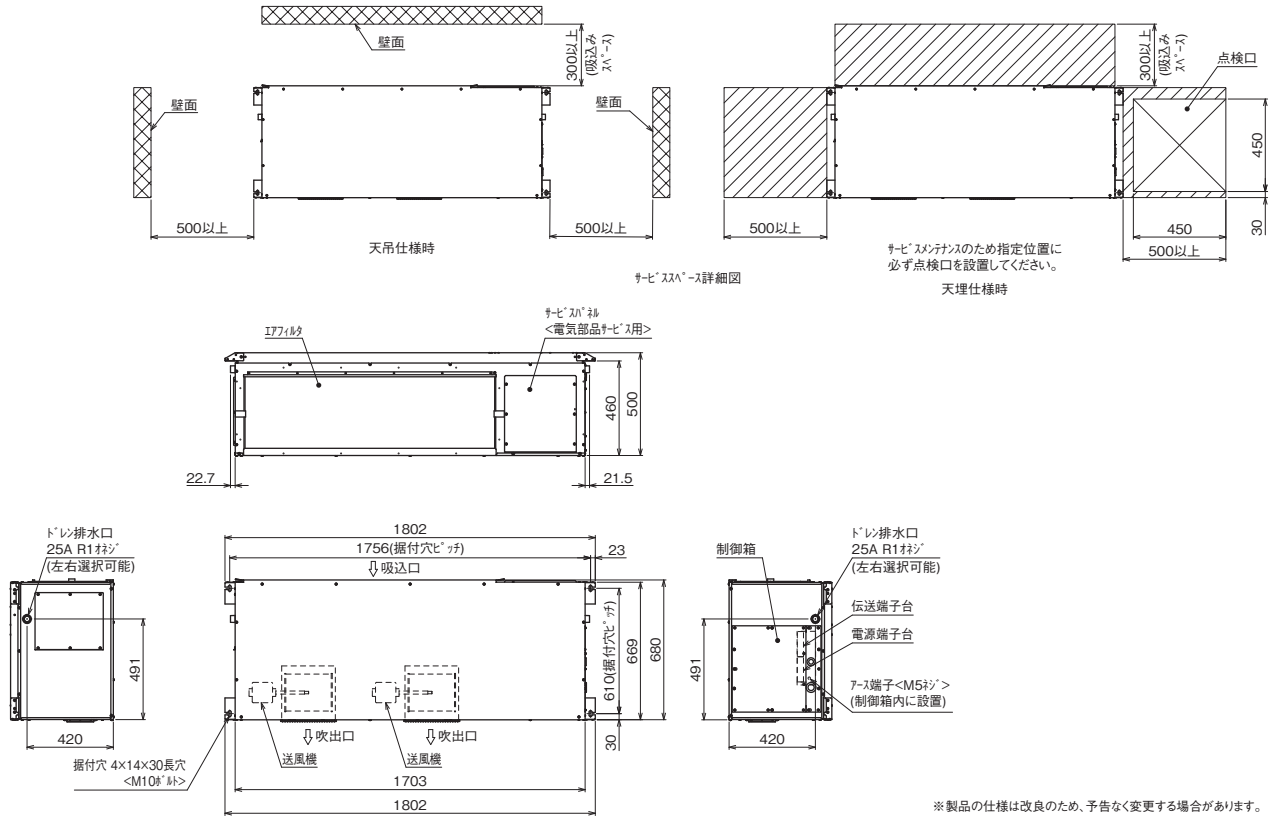 壁面
300以上
(吸込み
ｽﾍﾟｰｽ)
壁面
壁面
500以上
500以上
天吊仕様時
300以上
(吸込み
ｽﾍﾟｰｽ)
点検口
450
30
500以上
450
500以上
ｻｰﾋﾞｽﾒﾝﾃﾅﾝｽのため指定位置に
必ず点検口を設置してください。
天埋仕様時
ｻｰﾋﾞｽｽﾍﾟｰｽ詳細図
ｴｱﾌｨﾙﾀ
ｻｰﾋﾞｽﾊﾟﾈﾙ
<電気部品ｻｰﾋﾞｽ用>
460
500
22.7
21.5
ﾄﾞﾚﾝ排水口
25A R1ｵﾈｼﾞ
(左右選択可能)
491
420
1802
1756(据付穴ﾋﾟｯﾁ)
23
吸込口
610(据付穴ﾋﾟｯﾁ)
669
680
30
吹出口
吹出口
送風機
送風機
据付穴 4×14×30長穴
<M10ﾎﾞﾙﾄ>
1703
1802
制御箱
ﾄﾞﾚﾝ排水口
25A R1ｵﾈｼﾞ
(左右選択可能)
伝送端子台
電源端子台
ｱｰｽ端子<M5ﾈｼﾞ>
(制御箱内に設置)
491
420
※製品の仕様は改良のため、予告なく変更する場合があります。